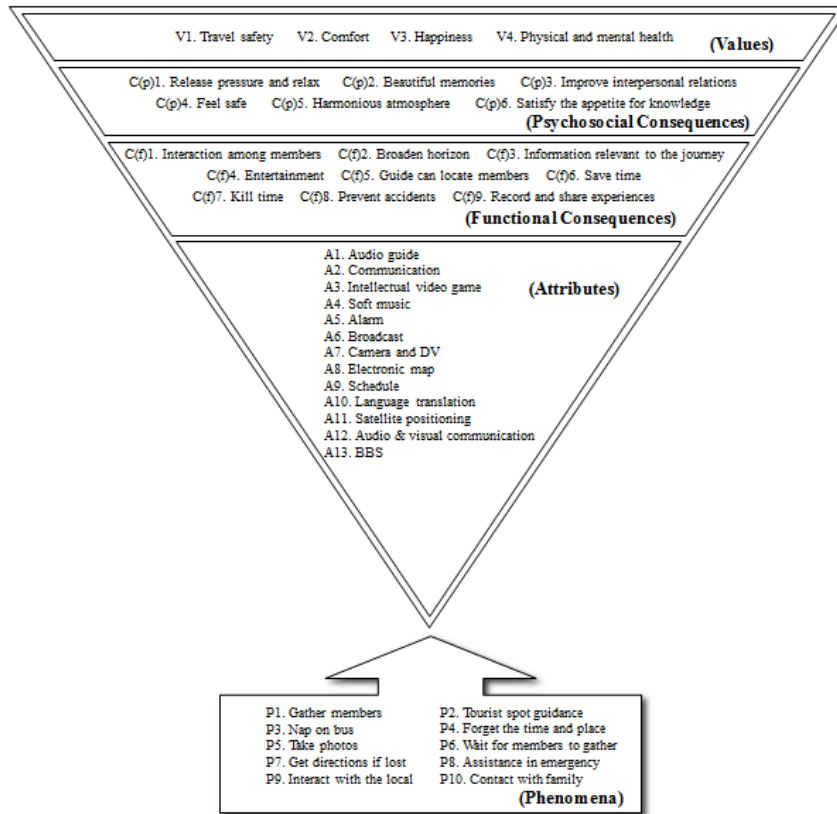 V1. Travel safety V2. Comfort V3. Happiness V4. Physical and mental health (Values)
C(p)1. Release pressure and relax C(p)2. Beautiful memories C(p)3. Improve interpersonal relations
C(p)4. Feel safe C(p)5. Harmonious atmosphere C(p)6. Satisfy the appetite for knowledge
(Psychosocial Consequences)
C(f)1. Interaction among members C(f)2. Broaden horizon C(f)3. Information relevant to the journey
C(f)4. Entertainment C(f)5. Guide can locate members C(f)6. Save time
C(f)7. Kill time C(f)8. Prevent accidents C(f)9. Record and share experiences
(Functional Consequences)
A1. Audio guide
A2. Communication
A3. Intellectual video game (Attributes)
A4. Soft music
A5. Alarm
A6. Broadcast
A7. Camera and DV
A8. Electronic map
A9. Schedule
A10. Language translation
A11. Satellite positioning
A12. Audio & visual communication
A13. BBS
P1. Gather members P2. Tourist spot guidance
P3. Nap on bus P4. Forget the time and place
P5. Take photos P6. Wait for members to gather
P7. Get directions if lost P8. Assistance in emergency
P9. Interact with the local P10. Contact with family
(Phenomena)